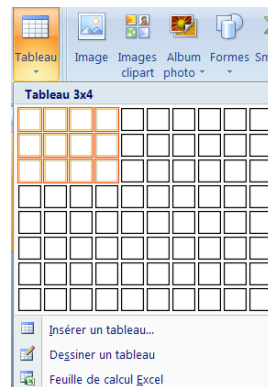 Tableau Image Images clipart Album photo Formes Sm
Tableau 3x4
Insérer un tableau...
Dessiner un tableau
Feuille de calcul Excel